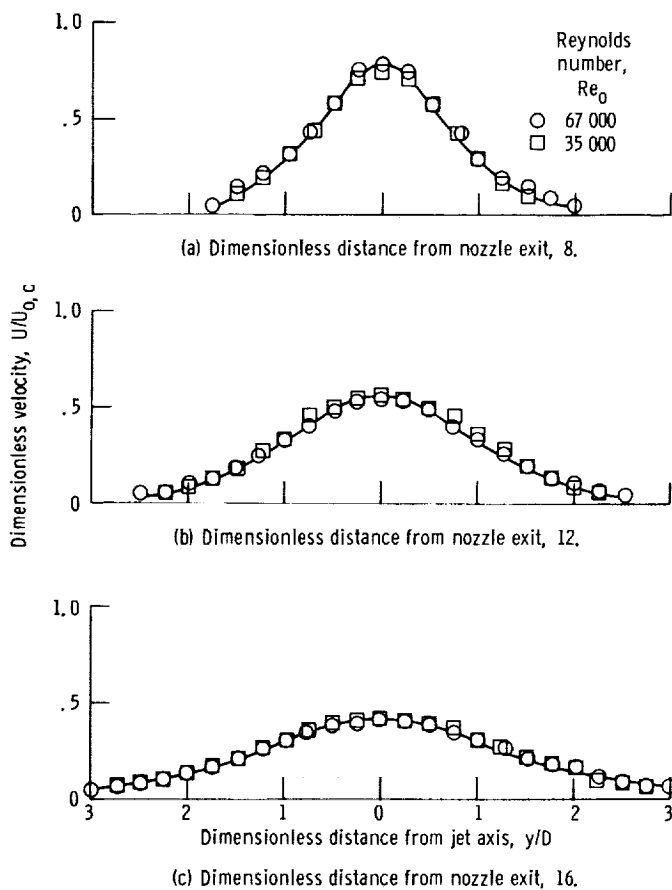 1.0
.5
0
Reynolds
number,
Re0
67 000
35 000
(a) Dimensionless distance from nozzle exit, 8.
Dimensionless velocity, U/U0,c
1.0
.5
0
(b) Dimensionless distance from nozzle exit, 12.
1.0
.5
0
3 2 1 0 1 2 3
Dimensionless distance from jet axis, y/D
(c) Dimensionless distance from nozzle exit, 16.